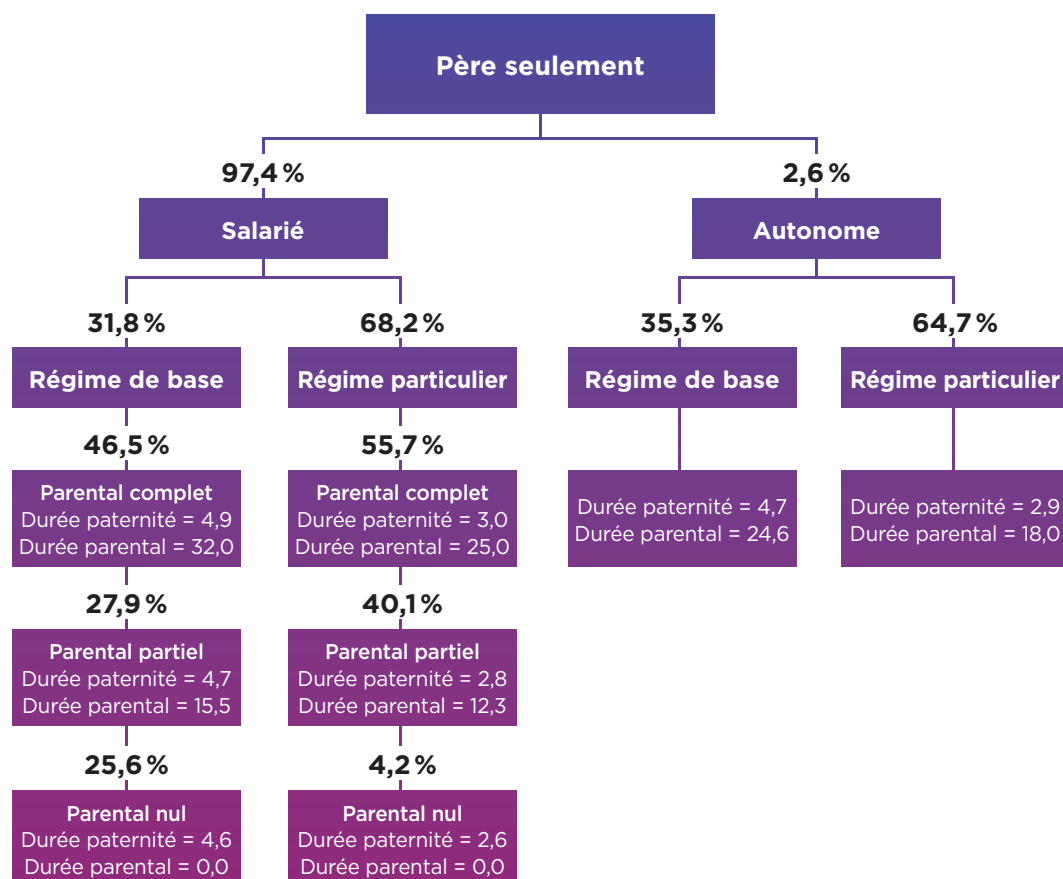 Père seulement
97,4 %
2,6 %
Salarié
Autonome
31,8 %
68,2 %
35,3 %
64,7 %
Régime de base
Régime particulier
Régime de base
Régime particulier
46,5 %
55,7 %
Parental complet
Durée paternité = 4,9
Durée parental = 32,0
Parental complet
Durée paternité = 3,0
Durée parental = 25,0
Durée paternité = 4,7
Durée parental = 24,6
Durée paternité = 2,9
Durée parental = 18,0
27,9 %
40,1 %
Parental partiel
Durée paternité = 4,7
Durée parental = 15,5
Parental partiel
Durée paternité = 2,8
Durée parental = 12,3
25,6 %
4,2 %
Parental nul
Durée paternité = 4,6
Durée parental = 0,0
Parental nul
Durée paternité = 2,6
Durée parental = 0,0